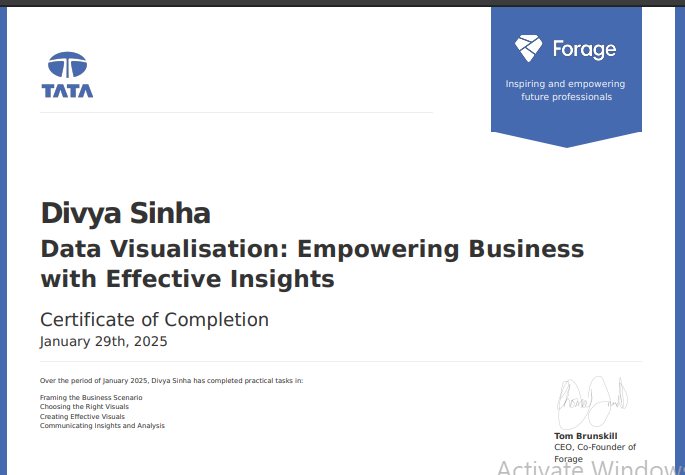 TATA
Forage
Inspiring and empowering
future professionals
Divya Sinha
Data Visualisation: Empowering Business
with Effective Insights
Certificate of Completion
January 29th, 2025
Over the period of January 2025, Divya Sinha has completed practical tasks in:
Framing the Business Scenario
Choosing the Right Visuals
Creating Effective Visuals
Communicating Insights and Analysis
Tom Brunskill
CEO, Co-Founder of
Forage
Activate Window